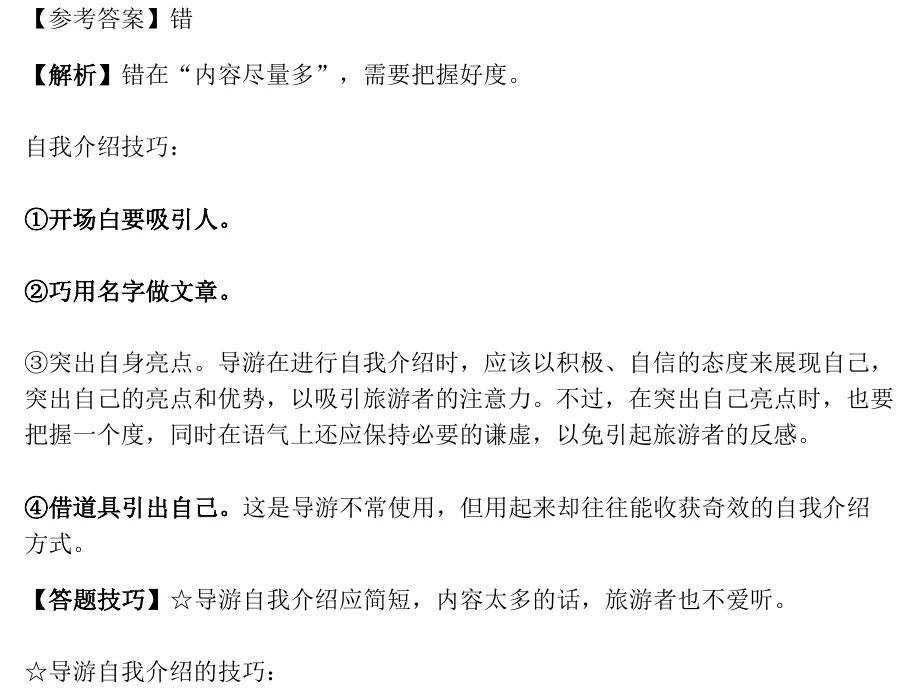 【参考答案】错
【解析】错在“内容尽量多”，需要把握好度。
自我介绍技巧：
①开场白要吸引人。
②巧用名字做文章。
③突出自身亮点。导游在进行自我介绍时，应该以积极、自信的态度来展现自己，
突出自己的亮点和优势，以吸引旅游者的注意力。不过，在突出自己亮点时，也要
把握一个度，同时在语气上还应保持必要的谦虚，以免引起旅游者的反感。
④借道具引出自己。这是导游不常使用，但用起来却往往能收获奇效的自我介绍
方式。
【答题技巧】☆导游自我介绍应简短，内容太多的话，旅游者也不爱听。
☆导游自我介绍的技巧：